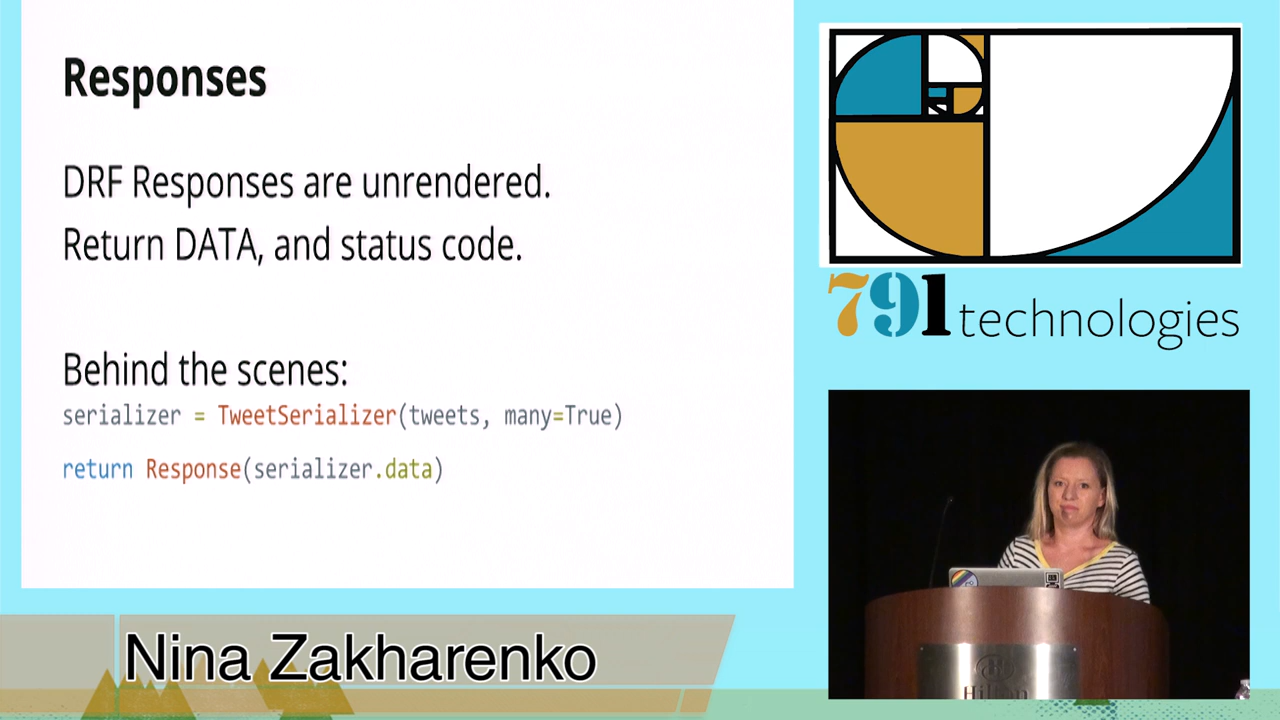 Responses
DRF Responses are unrendered.
Return DATA, and status code.
Behind the scenes:
serializer = TweetSerializer(tweets, many=True)
return Response(serializer.data)
791 technologies
Hilton
Nina Zakharenko